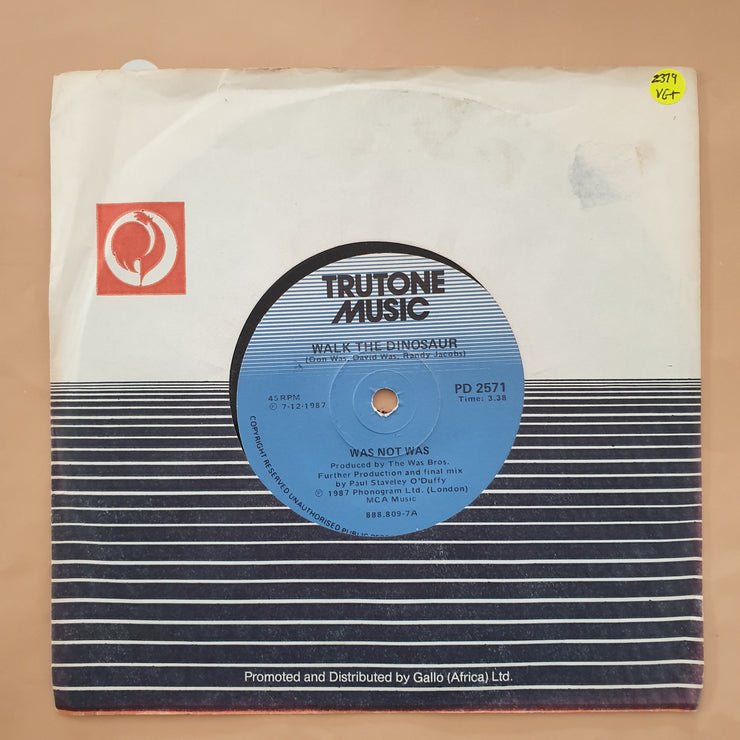 2379
VG+
TRUTONE
MUSIC
WALK THE DINOSAUR
(Don Was, David Was, Randy Jacobs)
45 RPM
℗ 7-12-1987
PD 2571
Time: 3.38
WAS NOT WAS
Produced by The Was Bros.
Further Production and final mix
by Paul Staveley O'Duffy
℗ 1987 Phonogram Ltd. (London)
MCA Music
888.809-7A
COPYRIGHT RESERVED UNAUTHORISED PUBLIC
Promoted and Distributed by Gallo (Africa) Ltd.